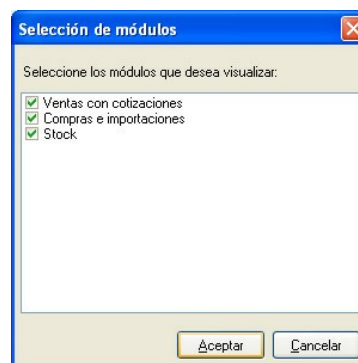 Selección de módulos
Seleccione los módulos que desea visualizar:
Ventas con cotizaciones
Compras e importaciones
Stock
Aceptar
Cancelar